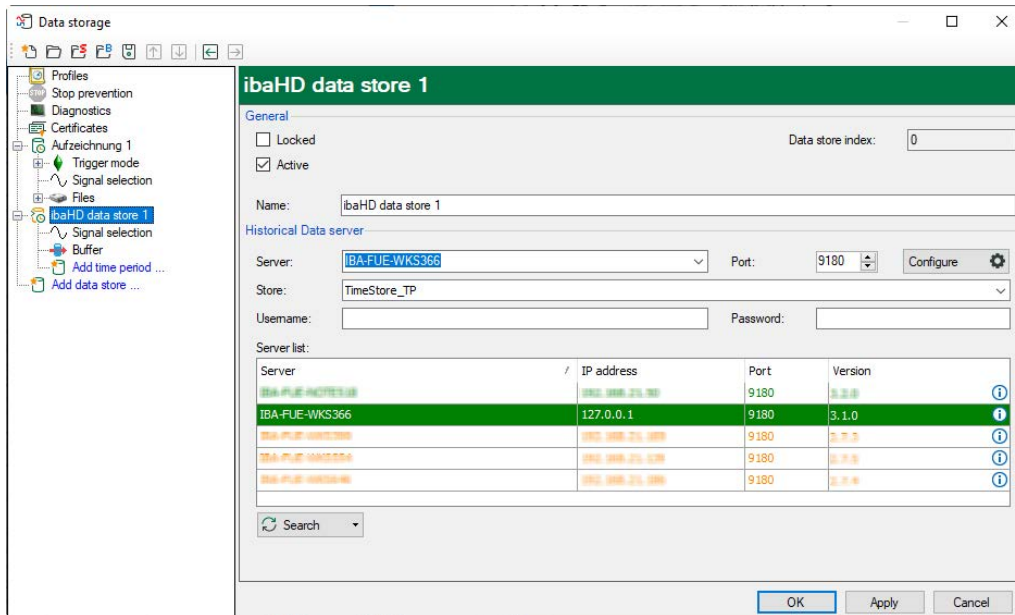 Data storage
Profiles
Stop prevention
Diagnostics
Certificates
Aufzeichnung 1
Trigger mode
Signal selection
Files
ibaHD data store 1
Signal selection
Buffer
Add time period ...
Add data store ...
ibaHD data store 1
General
Locked
Data store index: 0
Active
Name: ibaHD data store 1
Historical Data server
Server: IBA-FUE-WKS366 Port: 9180 Configure
Store: TimeStore_TP
Username: Password:
Server list:
Server / IP address Port Version
9180
IBA-FUE-WKS366 127.0.0.1 9180 3.1.0
9180
9180
9180
Search
OK Apply Cancel